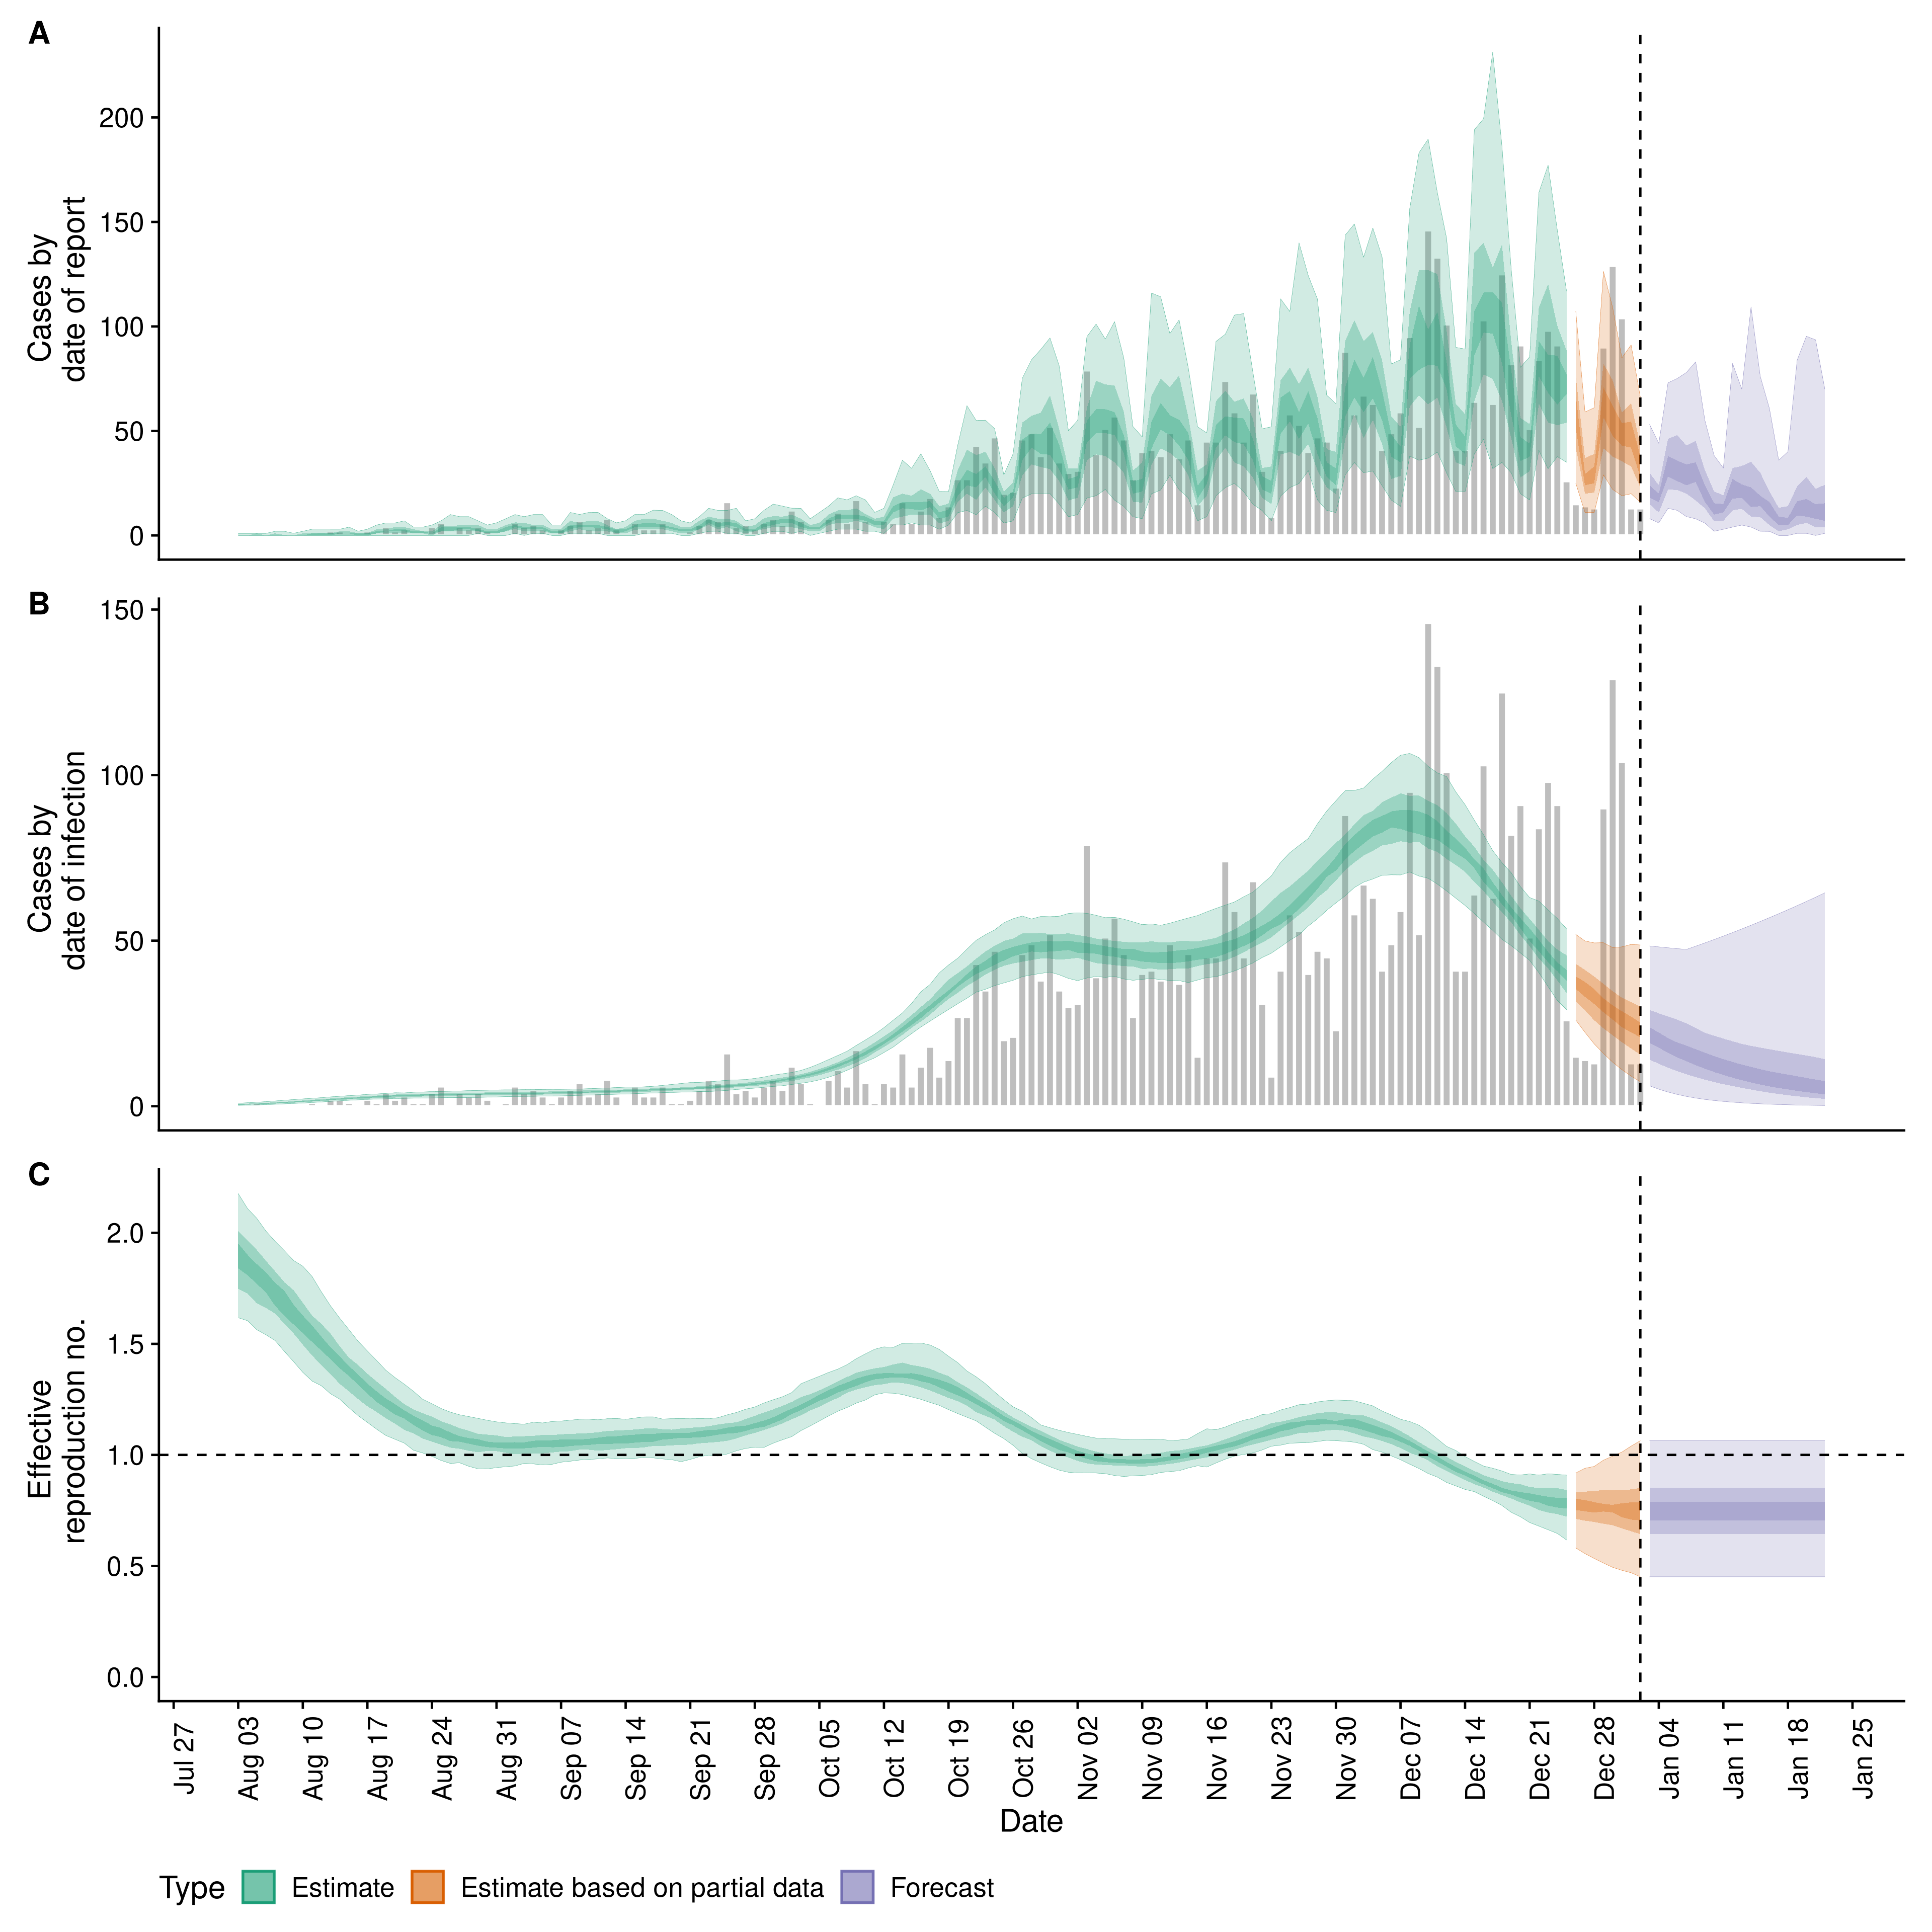 A
Cases by
date of report
200
150
100
50
0
B
Cases by
date of infection
150
100
50
0
C
Effective
reproduction no.
2.0
1.5
1.0
0.5
0.0
Jul 27
Aug 03
Aug 10
Aug 17
Aug 24
Aug 31
Sep 07
Sep 14
Sep 21
Sep 28
Oct 05
Oct 12
Oct 19
Oct 26
Nov 02
Nov 09
Nov 16
Nov 23
Nov 30
Dec 07
Dec 14
Dec 21
Dec 28
Jan 04
Jan 11
Jan 18
Jan 25
Date
Type Estimate Estimate based on partial data Forecast